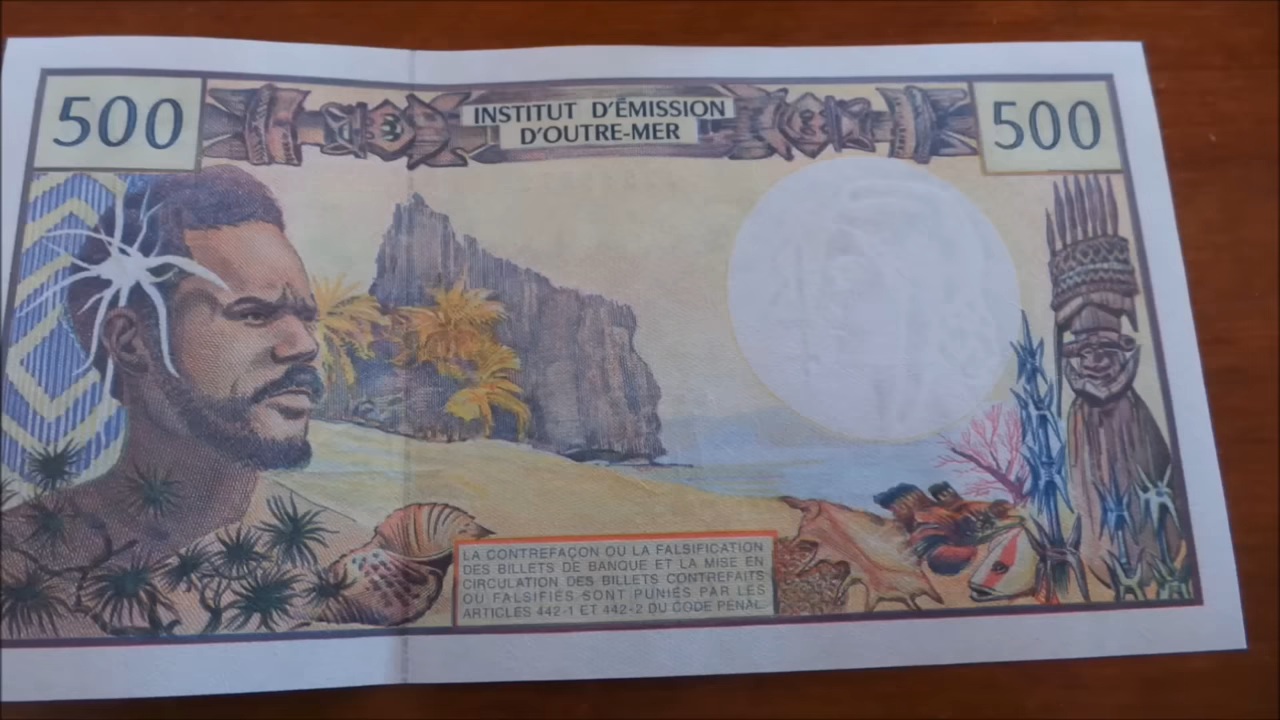 500
INSTITUT D'ÉMISSION
D'OUTRE-MER
500
LA CONTREFAÇON OU LA FALSIFICATION
DES BILLETS DE BANQUE ET LA MISE EN
CIRCULATION DES BILLETS CONTREFAITS
OU FALSIFIÉS SONT PUNIES PAR LES
ARTICLES 442-1 ET 442-2 DU CODE PÉNAL.